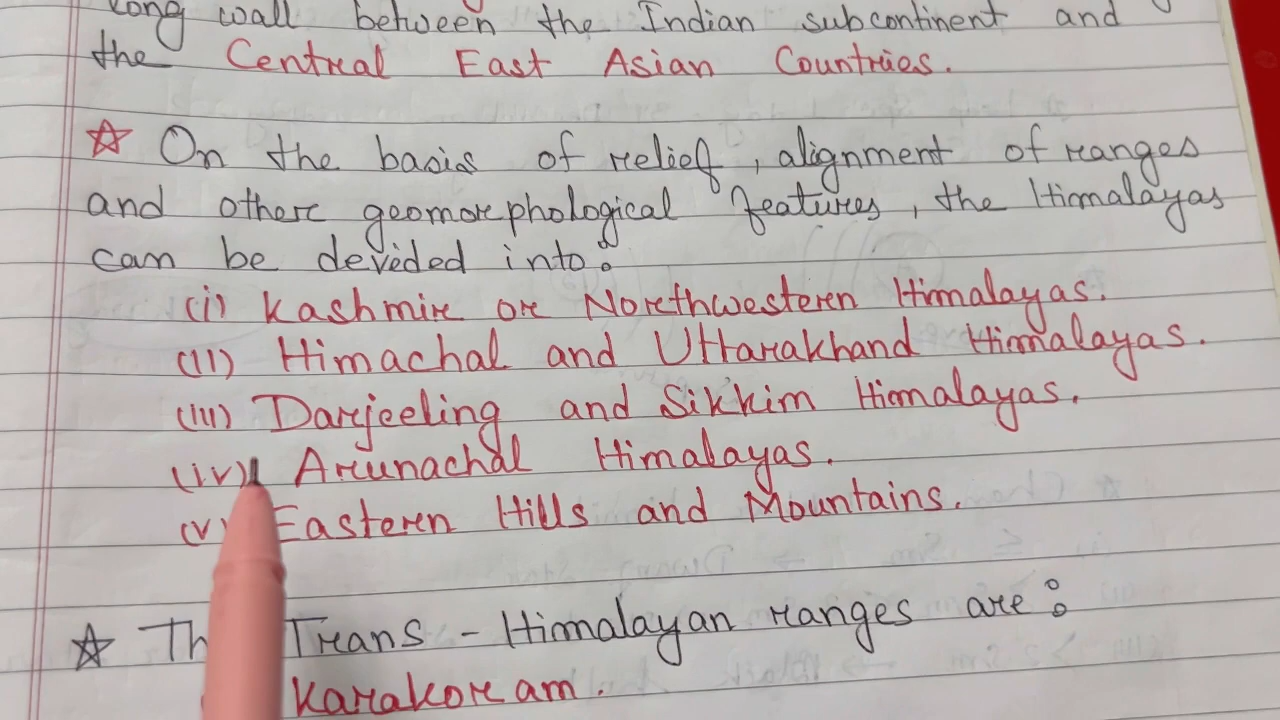 long wall between the Indian subcontinent and
the Central East Asian Countries.
☆ On the basis of relief, alignment of ranges
and other geomorphological features, the Himalayas
can be devided into:
(i) Kashmir or Northwestern Himalayas.
(ii) Himachal and Uttarakhand Himalayas.
(iii) Darjeeling and Sikkim Himalayas.
(iv) Arunachal Himalayas.
(v) Eastern Hills and Mountains.
☆ Th Trans-Himalayan ranges are:
Karakoram.